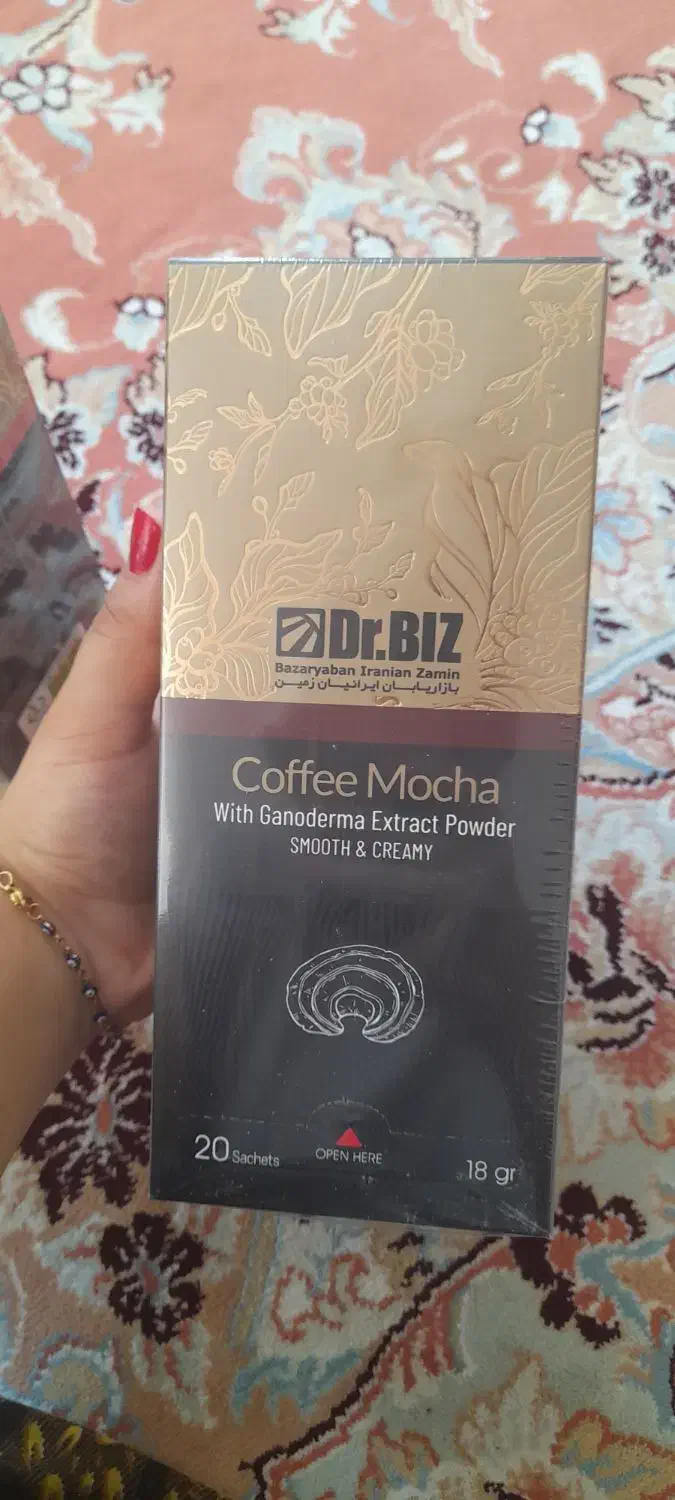 Dr.BIZ
Bazaryaban Iranian Zamin
بازاریابان ایرانیان زمین
Coffee Mocha
With Ganoderma Extract Powder
SMOOTH & CREAMY
20 Sachets
OPEN HERE
18 gr